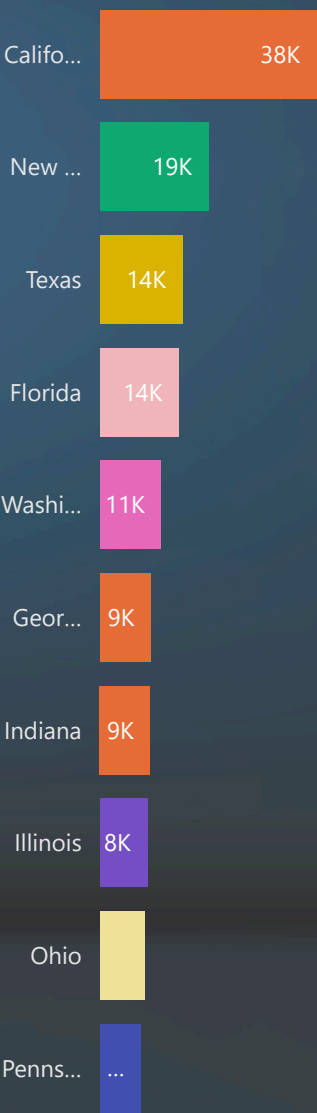 Califo... 38K
New ... 19K
Texas 14K
Florida 14K
Washi... 11K
Geor... 9K
Indiana 9K
Illinois 8K
Ohio
Penns... ...